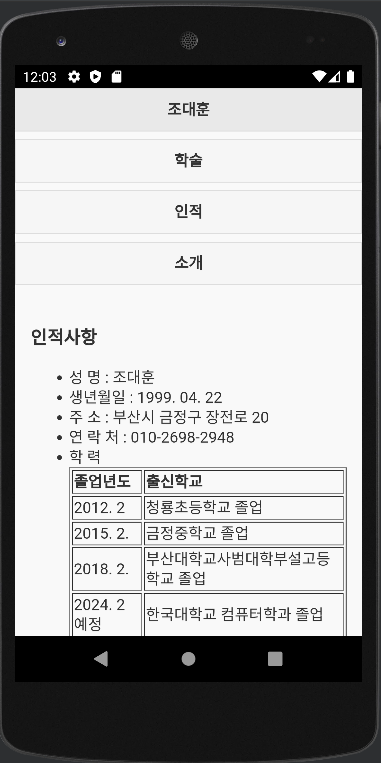 12:03
조대훈
학술
인적
소개
인적사항
성 명 : 조대훈
생년월일 : 1999. 04. 22
주 소 : 부산시 금정구 장전로 20
연 락 처 : 010-2698-2948
학 력
졸업년도 출신학교
2012. 2 청룡초등학교 졸업
2015. 2. 금정중학교 졸업
2018. 2. 부산대학교사범대학부설고등
학교 졸업
2024. 2
예정 한국대학교 컴퓨터학과 졸업